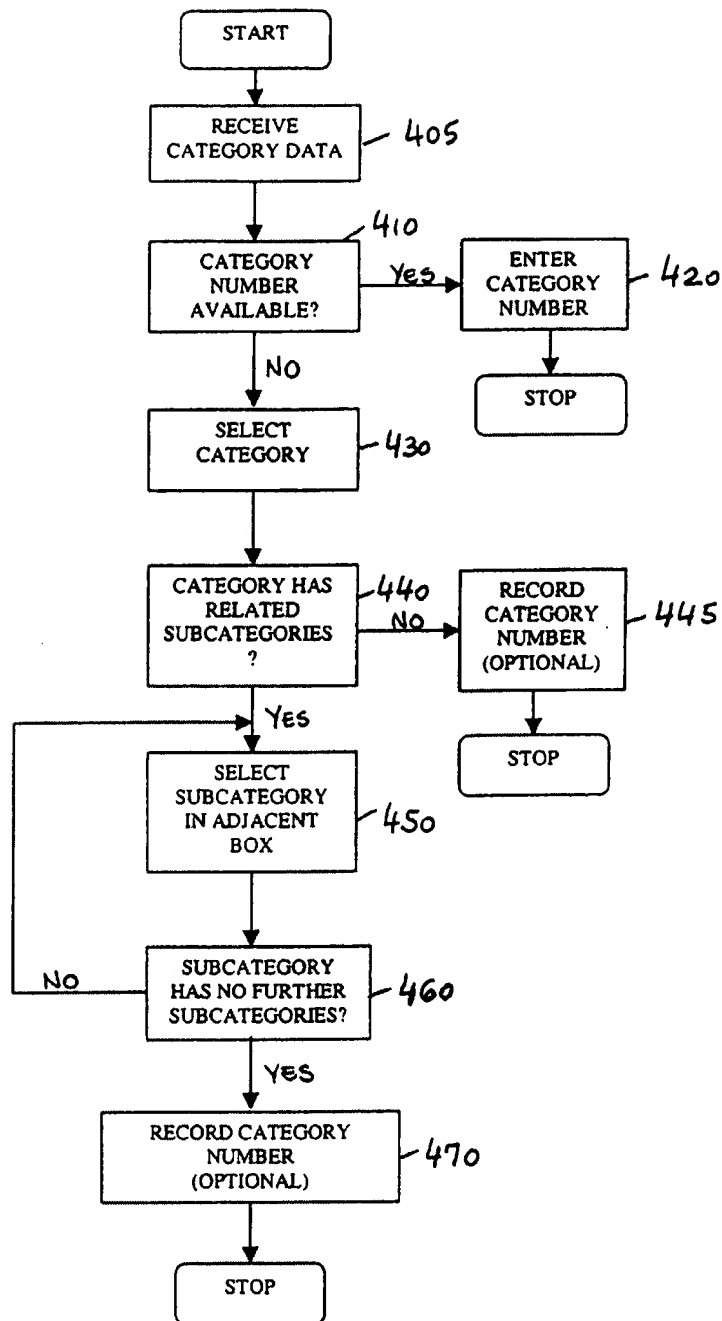 START
RECEIVE
CATEGORY DATA
405
410
CATEGORY
NUMBER
AVAILABLE?
YES
ENTER
CATEGORY
NUMBER
420
STOP
NO
SELECT
CATEGORY
430
CATEGORY HAS
RELATED
SUBCATEGORIES
?
440
NO
RECORD
CATEGORY
NUMBER
(OPTIONAL)
445
STOP
YES
SELECT
SUBCATEGORY
IN ADJACENT
BOX
450
NO
SUBCATEGORY
HAS NO FURTHER
SUBCATEGORIES?
460
YES
RECORD CATEGORY
NUMBER
(OPTIONAL)
470
STOP